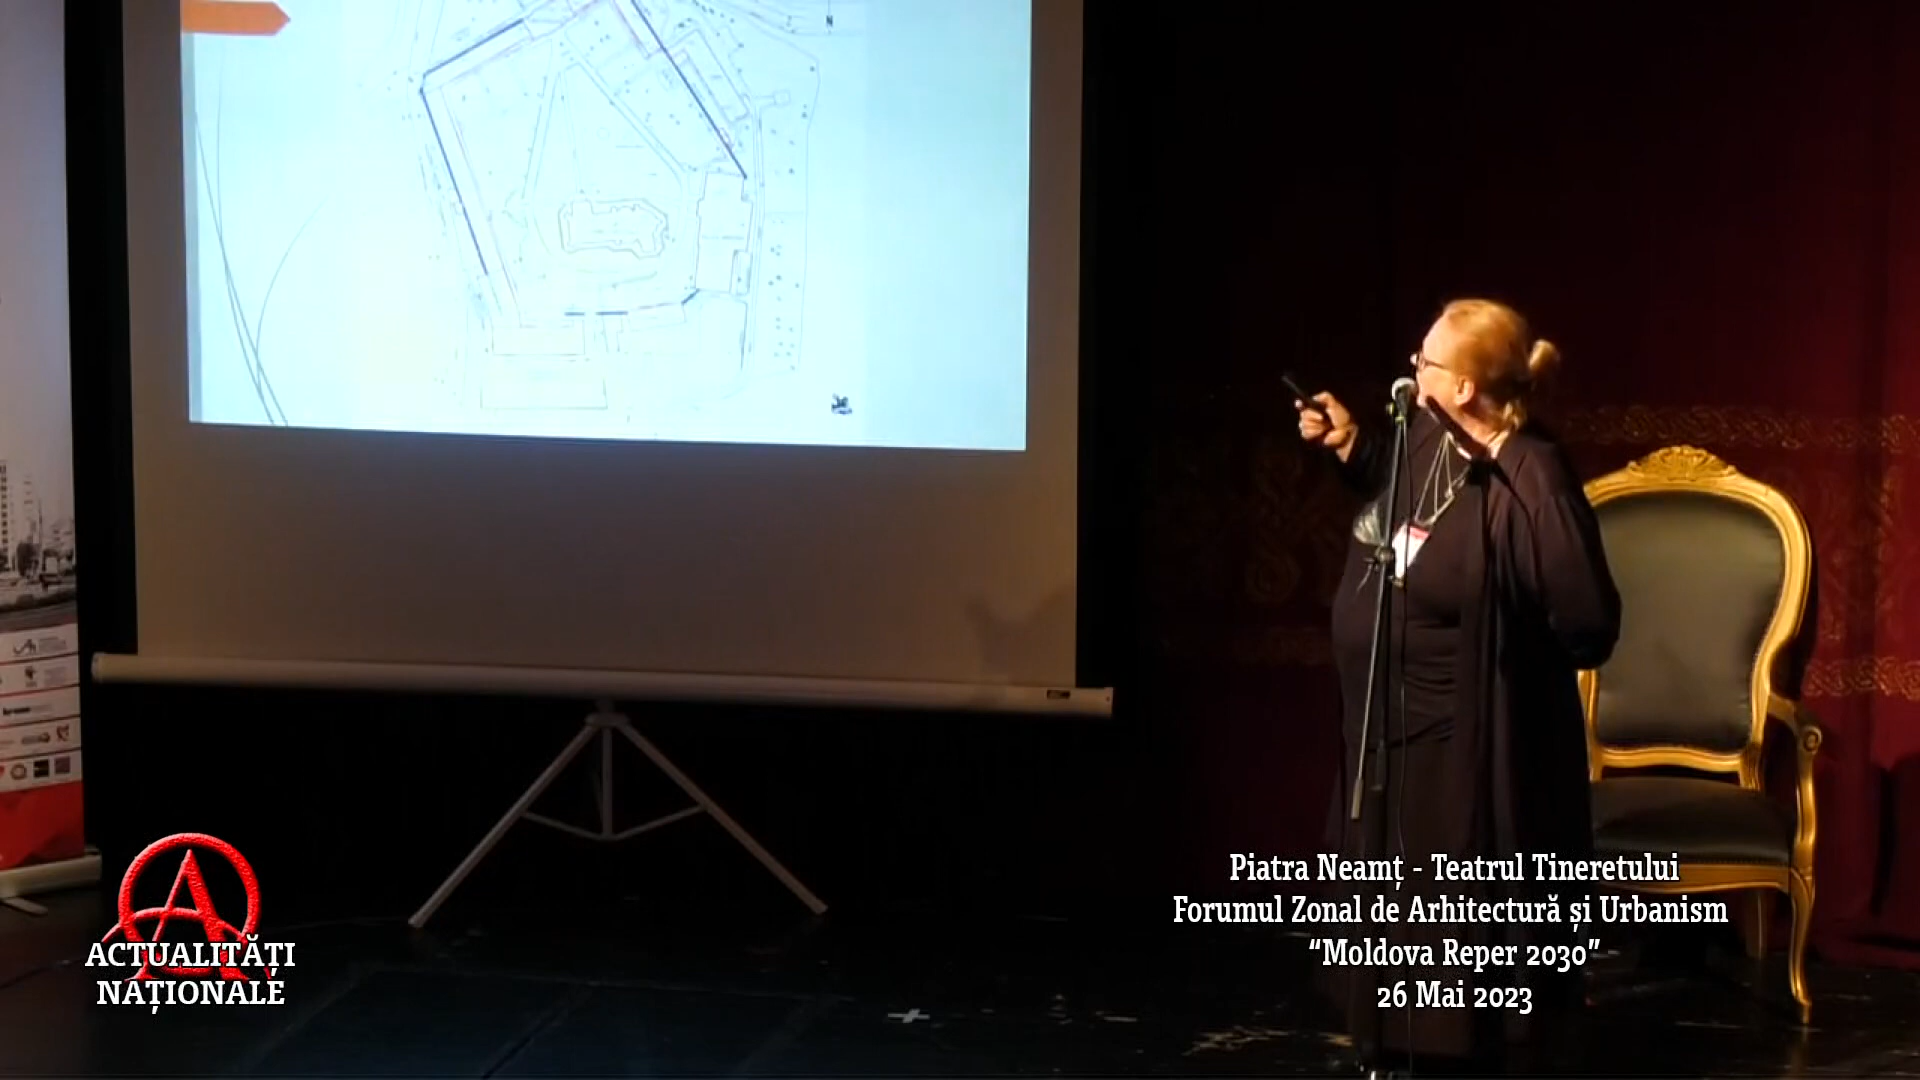 N
ACTUALITĂȚI
NAȚIONALE
Piatra Neamț - Teatrul Tineretului
Forumul Zonal de Arhitectură și Urbanism
“Moldova Reper 2030”
26 Mai 2023